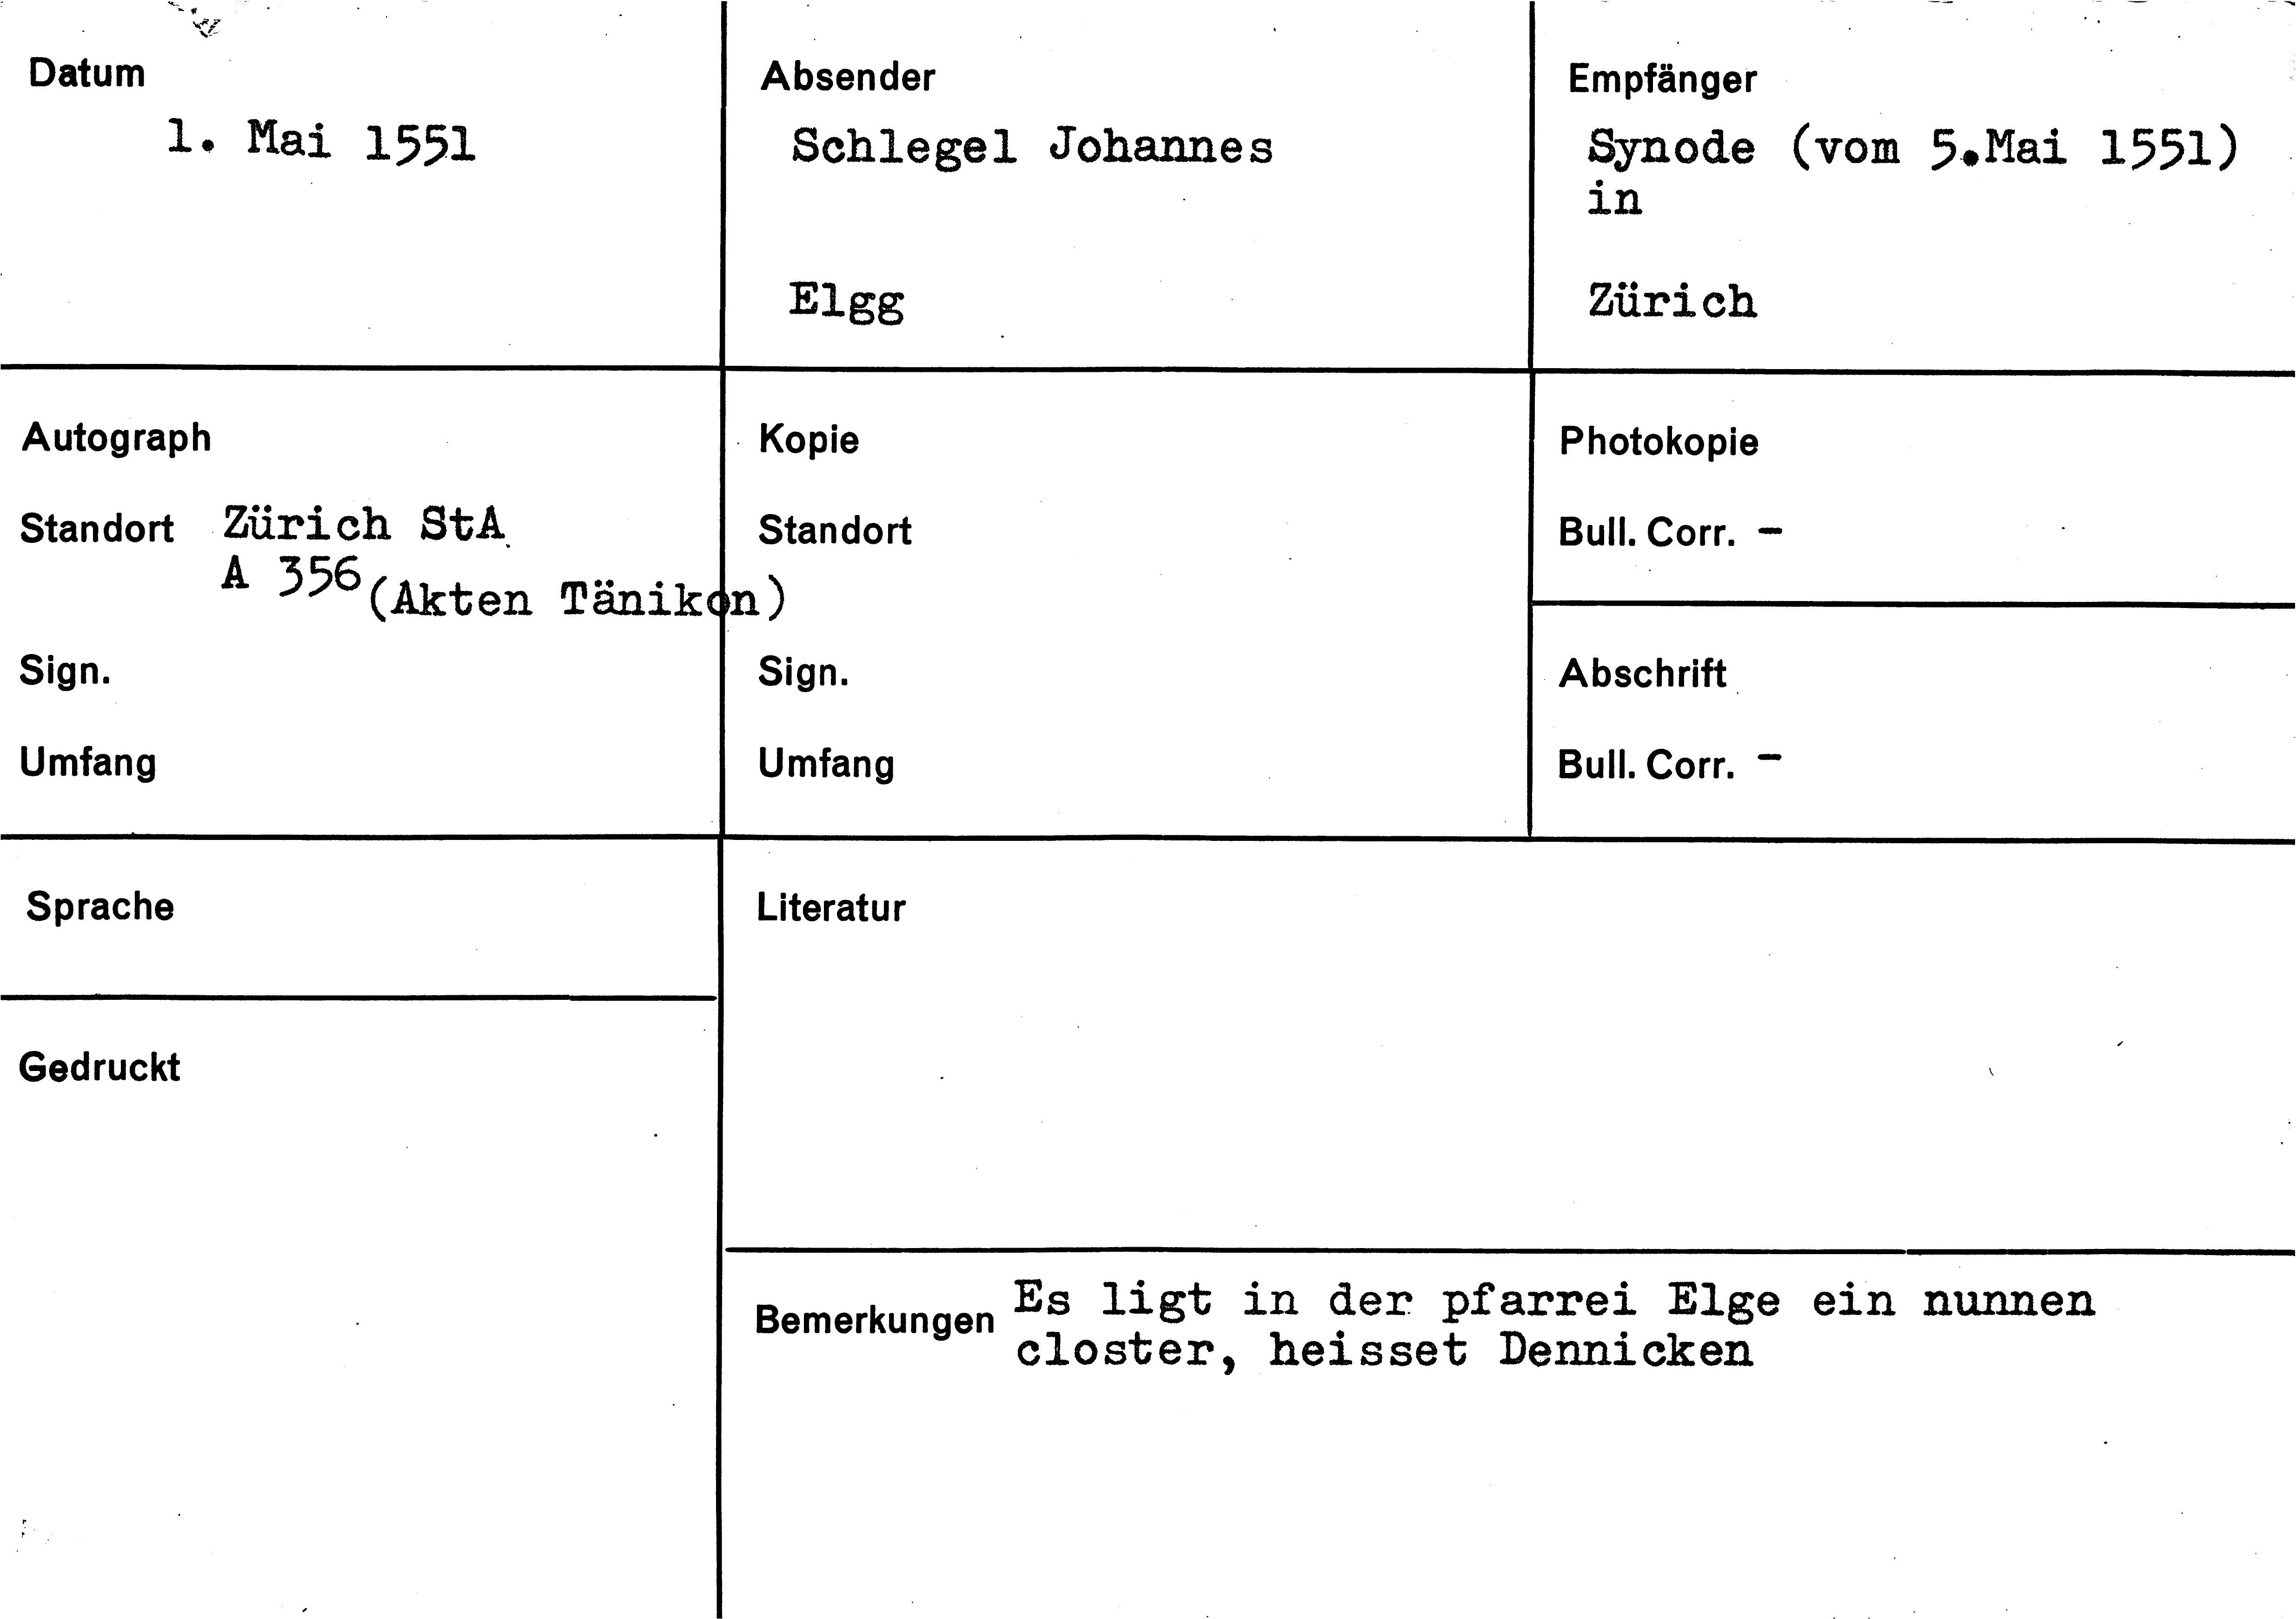 Datum
1. Mai 1551
Absender
Schlegel Johannes
Elgg
Empfänger
Synode (vom 5.Mai 1551)
in
Zürich
Autograph
Standort Zürich StA
A 356 (Akten Tänikon)
Sign.
Umfang
Kopie
Standort
Sign.
Umfang
Photokopie
Bull. Corr. –
Abschrift
Bull. Corr. –
Sprache
Gedruckt
Literatur
Bemerkungen Es ligt in der pfarrei Elge ein nunnen
closter, heisset Dennicken